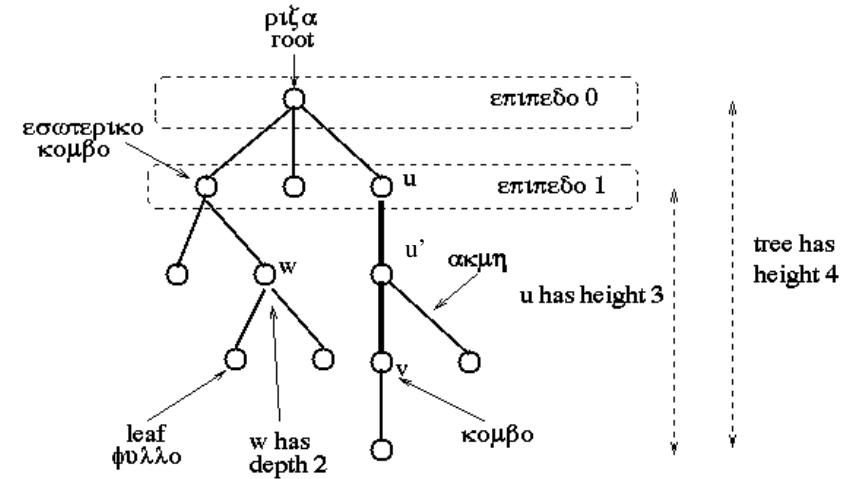 ριζα
root
επιπεδο 0
εσωτερικο
κομβο
u
επιπεδο 1
u’
ακμη
w
u has height 3
tree has
height 4
v
leaf
φυλλο
w has
depth 2
κομβο